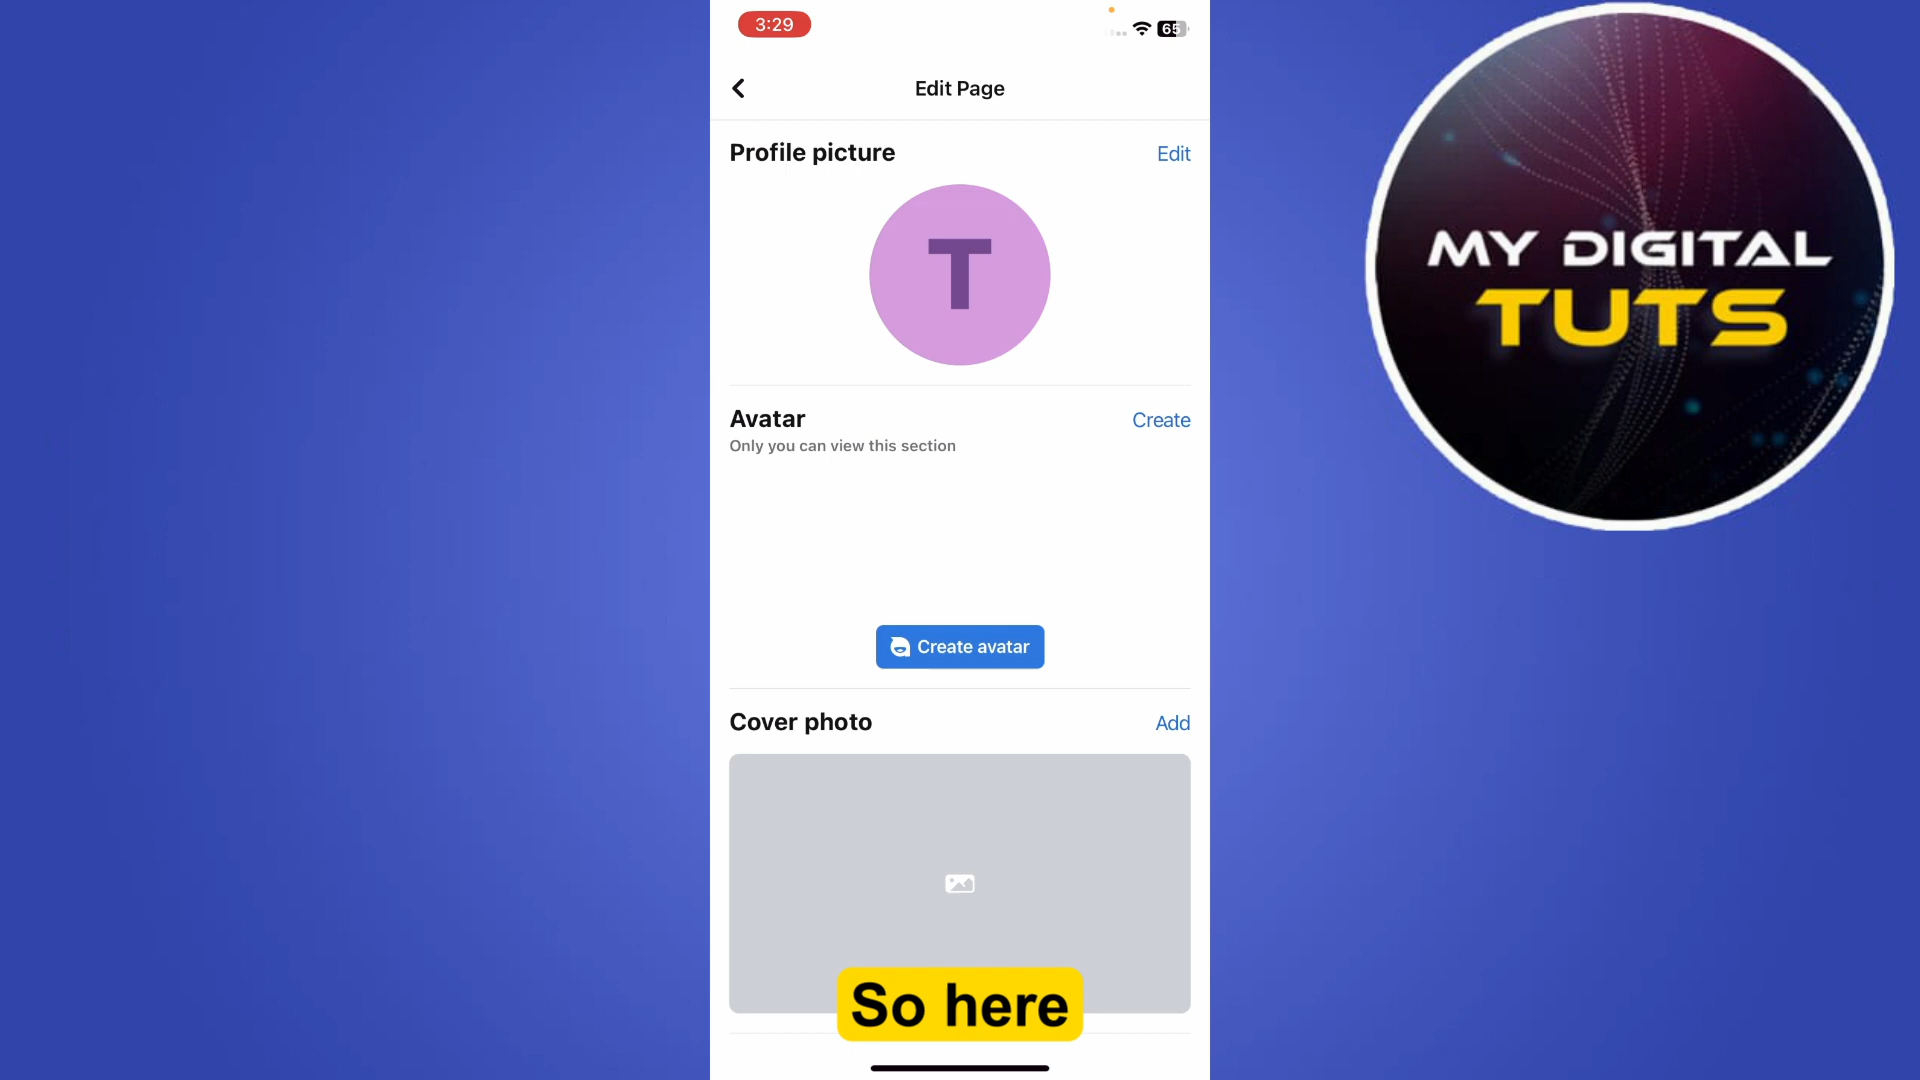 3:29
65
Edit Page
Profile picture
Edit
T
Avatar
Create
Only you can view this section
Create avatar
Cover photo
Add
So here
MY DIGITAL
TUTS